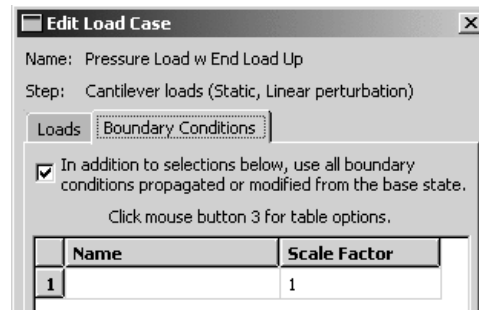 Edit Load Case
Name: Pressure Load w End Load Up
Step: Cantilever loads (Static, Linear perturbation)
Loads Boundary Conditions
In addition to selections below, use all boundary
conditions propagated or modified from the base state.
Click mouse button 3 for table options.
Name Scale Factor
1 1